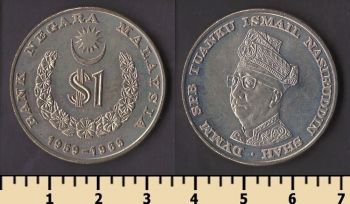 BANK NEGARA MALAYSIA
$1
1959-1969
DYMM SPB TUANKU ISMAIL NASIRUDDIN SHAH
1 2 3 4 5 6 7